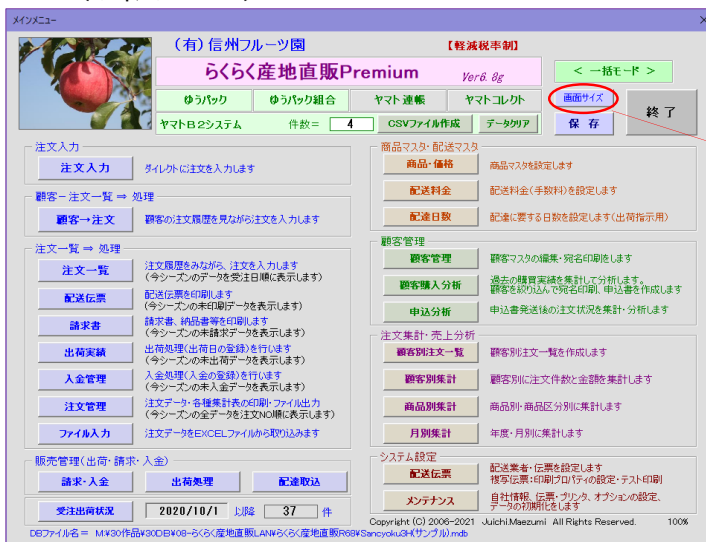 メインメニュー
(有)信州フルーツ園 【軽減税率制】
らくらく産地直販Premium Ver6. 8g
< 一括モード >
ゆうパック ゆうパック組合 ヤマト運帳 ヤマトコレクト 画面サイズ
ヤマトB2システム 件数= 4 CSVファイル作成 データクリア 保存 終了
注文入力
注文入力 ダイレクトに注文を入力します
顧客-注文一覧 ⇒ 処理
顧客→注文 顧客の注文履歴を見ながら注文を入力します
注文一覧 ⇒ 処理
注文一覧 注文履歴をみながら、注文を入力します
(今シーズンのデータを受注日順に表示します)
配送伝票 配送伝票を印刷します
(今シーズンの未印刷データを表示します)
請求書 請求書、納品書等を印刷します
(今シーズンの未請求データを表示します)
出荷実績 出荷処理(出荷日の登録)を行います
(今シーズンの未出荷データを表示します)
入金管理 入金処理(入金の登録)を行います
(今シーズンの未入金データを表示します)
注文管理 注文データ・各種集計表の印刷・ファイル出力
(今シーズンの全データを注文NO順に表示します)
ファイル入力 注文データをEXCELファイルから取り込みます
販売管理(出荷・請求・入金)
請求・入金 出荷処理 配達取込
受注出荷状況 2020/10/1 以降 37 件
商品マスタ・配送マスタ
商品・価格 商品マスタを設定します
配送料金 配送料金(手数料)を設定します
配達日数 配達に要する日数を設定します(出荷指示用)
顧客管理
顧客管理 顧客マスタの編集・宛名印刷をします
顧客購入分析 過去の購買実績を集計して分析します。
顧客を絞り込んで宛名印刷、申込書を作成します
申込分析 申込書発送後の注文状況を集計・分析します
注文集計・売上分析
顧客別注文一覧 顧客別注文一覧を作成します
顧客別集計 顧客別に注文件数と金額を集計します
商品別集計 商品別・商品区分別に集計します
月別集計 年度・月別に集計します
システム設定
配送伝票 配送業者・伝票を設定します
複写伝票:印刷プロパティの設定・テスト印刷
メンテナンス 自社情報、伝票・プリンタ、オプションの設定、
データの初期化をします
Copyright (C) 2006-2021 Juichi.Maezumi All Rights Reserved. 100%
DBファイル名= M:¥30作品¥30DB¥08-らくらく産地直販LAN¥らくらく産地直販R68¥Sancyoku3H(サンプル).mdb